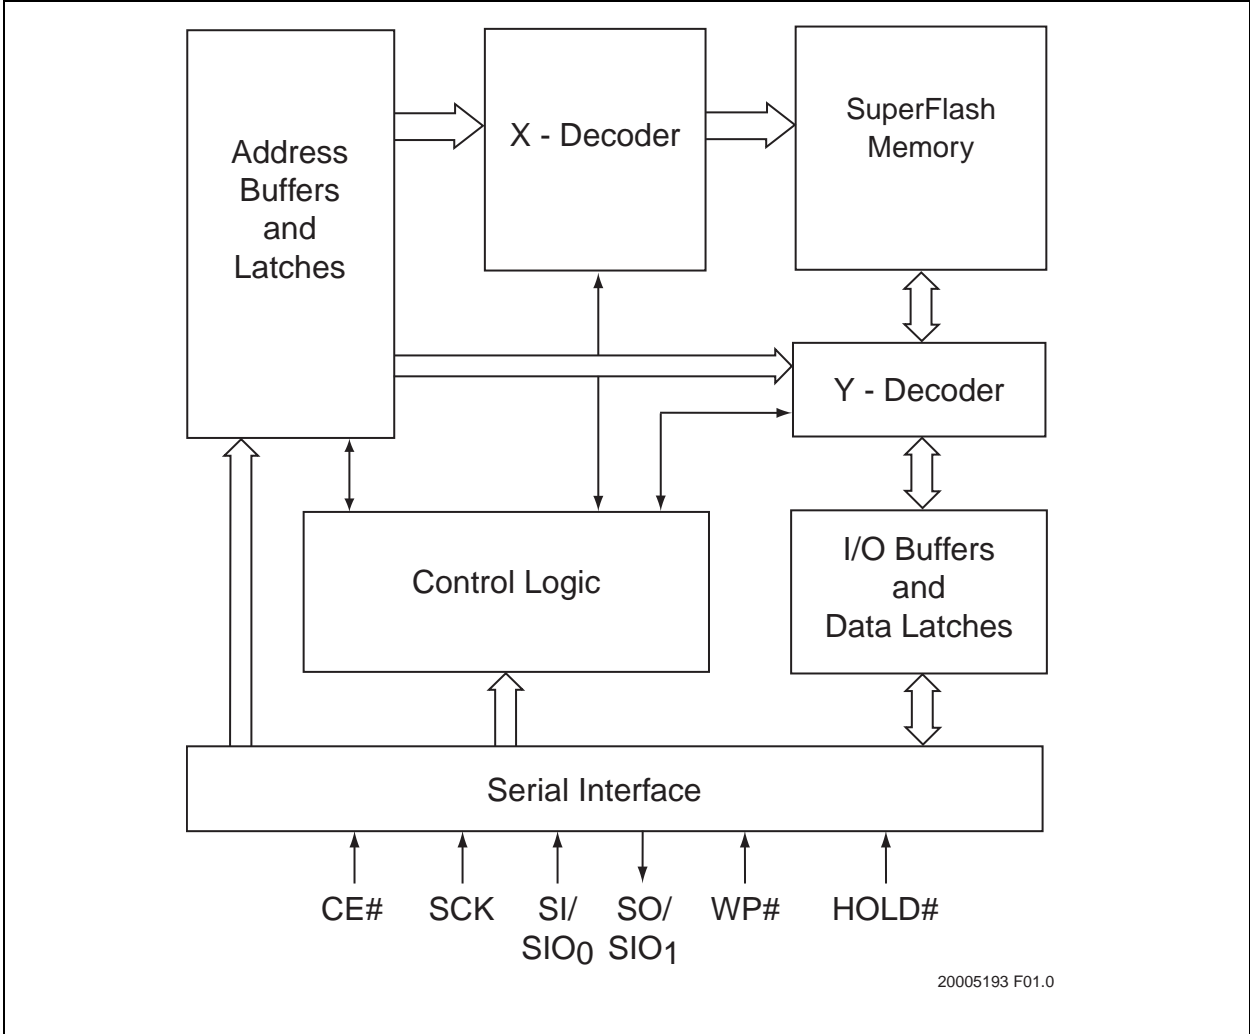 Address
Buffers
and
Latches
X - Decoder
SuperFlash
Memory
Y - Decoder
Control Logic
I/O Buffers
and
Data Latches
Serial Interface
CE#
SCK
SI/
SIO0
SO/
SIO1
WP#
HOLD#
20005193 F01.0